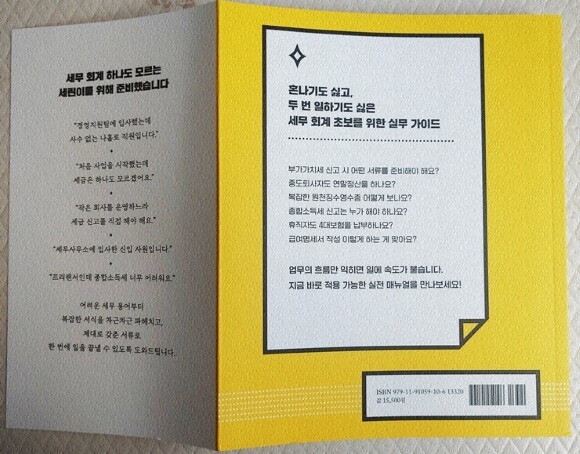 세무 회계 하나도 모르는
세린이를 위해 준비했습니다
"경영지원팀에 입사했는데
사수 없는 나홀로 직원입니다."
"처음 사업을 시작했는데
세금은 하나도 모르겠어요."
"작은 회사를 운영하느라
세금 신고를 직접 해야 해요."
"세무사무소에 입사한 신입 사원입니다."
"프리랜서인데 종합소득세 너무 어려워요."
어려운 세무 용어부터
복잡한 서식을 차근차근 파헤치고,
제대로 갖춘 서류로
한 번에 일을 끝낼 수 있도록 도와드립니다.
혼나기도 싫고,
두 번 일하기도 싫은
세무 회계 초보를 위한 실무 가이드
부가가치세 신고 시 어떤 서류를 준비해야 해요?
중도퇴사자도 연말정산을 하나요?
복잡한 원천징수영수증 어떻게 보나요?
종합소득세 신고는 누가 해야 하나요?
휴직자도 4대보험을 납부하나요?
급여명세서 작성 이렇게 하는 게 맞아요?
업무의 흐름만 익히면 일에 속도가 붙습니다.
지금 바로 적용 가능한 실전 매뉴얼을 만나보세요!
ISBN 979-11-91059-10-6 13320
값 15,500원